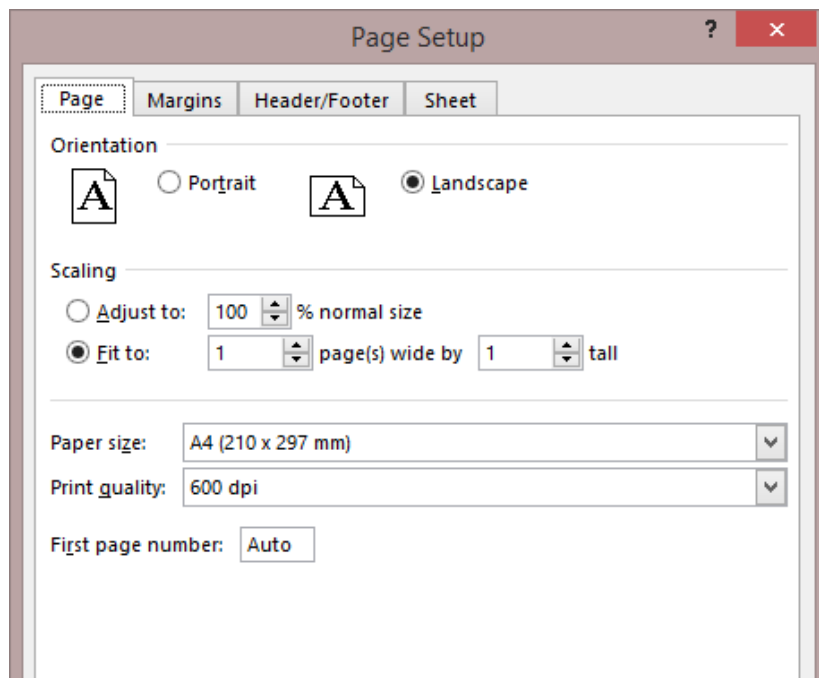 Page Setup ? ×
Page Margins Header/Footer Sheet
Orientation
A Portrait A Landscape
Scaling
Adjust to: 100 % normal size
Fit to: 1 page(s) wide by 1 tall
Paper size: A4 (210 x 297 mm)
Print quality: 600 dpi
First page number: Auto